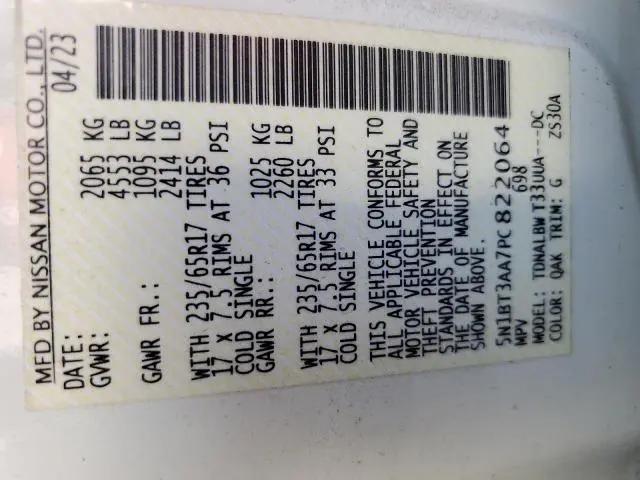 MFD BY NISSAN MOTOR CO., LTD.
DATE: 04/23
GVWR: 2065 KG
4553 LB
GAWR FR.: 1095 KG
2414 LB
WITH 235/65R17 TIRES
17 X 7.5 RIMS AT 36 PSI
COLD SINGLE
GAWR RR.: 1025 KG
2260 LB
WITH 235/65R17 TIRES
17 X 7.5 RIMS AT 33 PSI
COLD SINGLE
THIS VEHICLE CONFORMS TO
ALL APPLICABLE FEDERAL
MOTOR VEHICLE SAFETY AND
THEFT PREVENTION
STANDARDS IN EFFECT ON
THE DATE OF MANUFACTURE
SHOWN ABOVE.
5N1BT3AA7PC822064
MPV 698
MODEL: TDNALBW T33UUA---DC
COLOR: QAK TRIM: G ZS30A